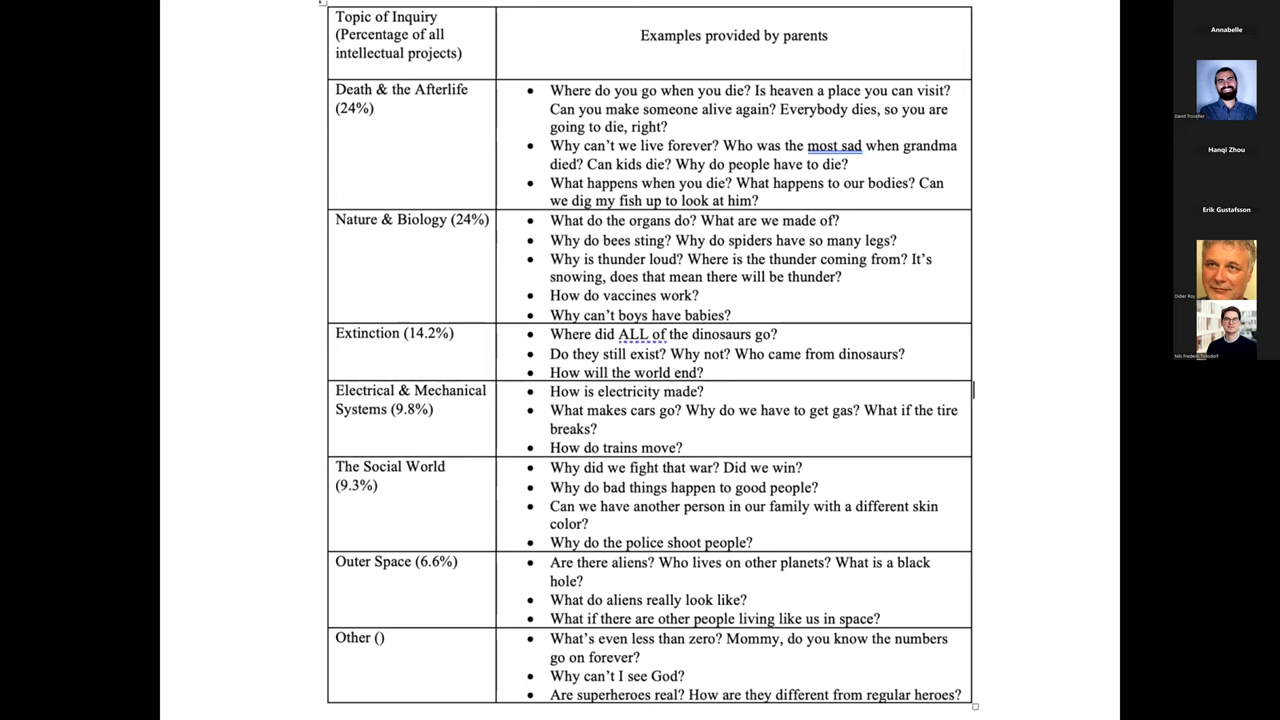 Topic of Inquiry
(Percentage of all
intellectual projects)
Examples provided by parents
Death & the Afterlife
(24%)
• Where do you go when you die? Is heaven a place you can visit?
Can you make someone alive again? Everybody dies, so you are
going to die, right?
• Why can't we live forever? Who was the most sad when grandma
died? Can kids die? Why do people have to die?
• What happens when you die? What happens to our bodies? Can
we dig my fish up to look at him?
Nature & Biology (24%)
• What do the organs do? What are we made of?
• Why do bees sting? Why do spiders have so many legs?
• Why is thunder loud? Where is the thunder coming from? It's
snowing, does that mean there will be thunder?
• How do vaccines work?
• Why can't boys have babies?
Extinction (14.2%)
• Where did ALL of the dinosaurs go?
• Do they still exist? Why not? Who came from dinosaurs?
• How will the world end?
Electrical & Mechanical
Systems (9.8%)
• How is electricity made?
• What makes cars go? Why do we have to get gas? What if the tire
breaks?
• How do trains move?
The Social World
(9.3%)
• Why did we fight that war? Did we win?
• Why do bad things happen to good people?
• Can we have another person in our family with a different skin
color?
• Why do the police shoot people?
Outer Space (6.6%)
• Are there aliens? Who lives on other planets? What is a black
hole?
• What do aliens really look like?
• What if there are other people living like us in space?
Other ()
• What's even less than zero? Mommy, do you know the numbers
go on forever?
• Why can't I see God?
• Are superheroes real? How are they different from regular heroes?
Annabelle
Hanqi Zhou
Erik Gustafsson
Didier Roy